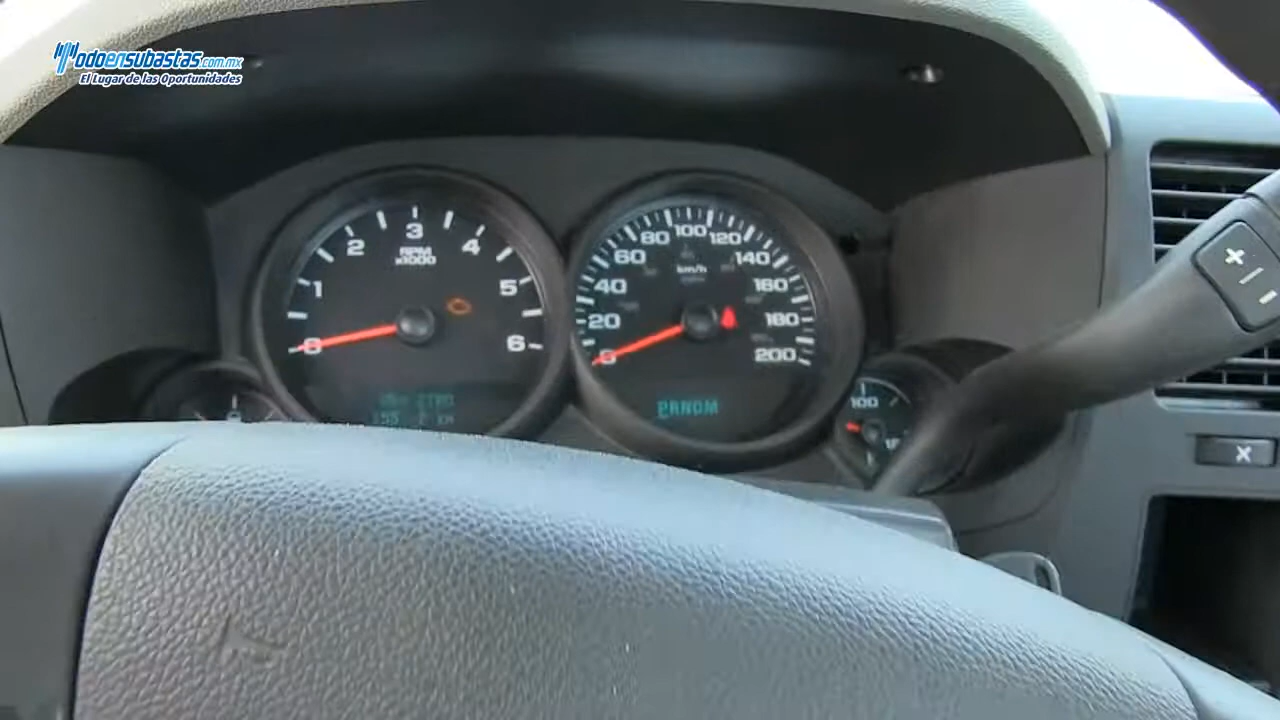 Modoensubastas.com.mx
El Lugar de las Oportunidades
0 1 2 3 4 5 6
RPM
x1000
0 20 40 60 80 100 120 140 160 180 200
km/h
PRNDM
100
+
-
X